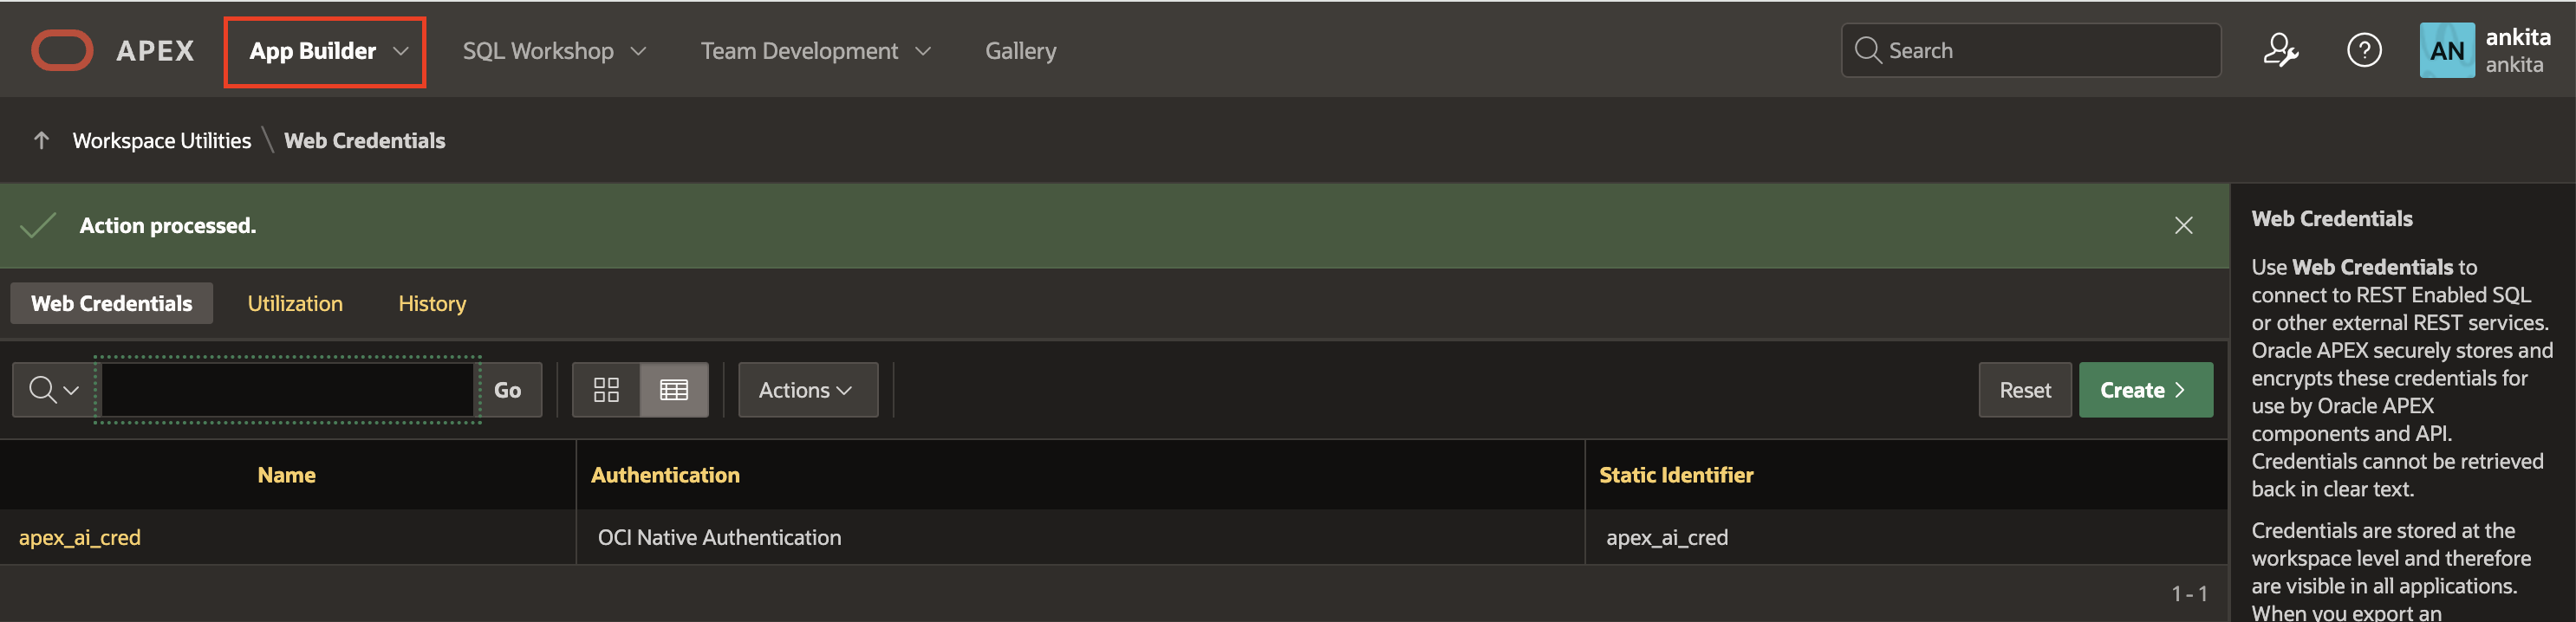 APEX App Builder SQL Workshop Team Development Gallery Search ? AN ankita
ankita
Workspace Utilities \ Web Credentials
Action processed.
Web Credentials Utilization History
Go Actions Reset Create
Name Authentication Static Identifier
apex_ai_cred OCI Native Authentication apex_ai_cred
1 - 1
Web Credentials
Use Web Credentials to
connect to REST Enabled SQL
or other external REST services.
Oracle APEX securely stores and
encrypts these credentials for
use by Oracle APEX
components and API.
Credentials cannot be retrieved
back in clear text.
Credentials are stored at the
workspace level and therefore
are visible in all applications.
When you export an